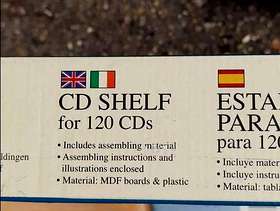 CD SHELF
for 120 CDs
• Includes assembling material
• Assembling instructions and
illustrations enclosed
• Material: MDF boards & plastic
ldingen
ESTA
PARA
para 12
• Incluye mater
• Incluye instru
• Material: tabl